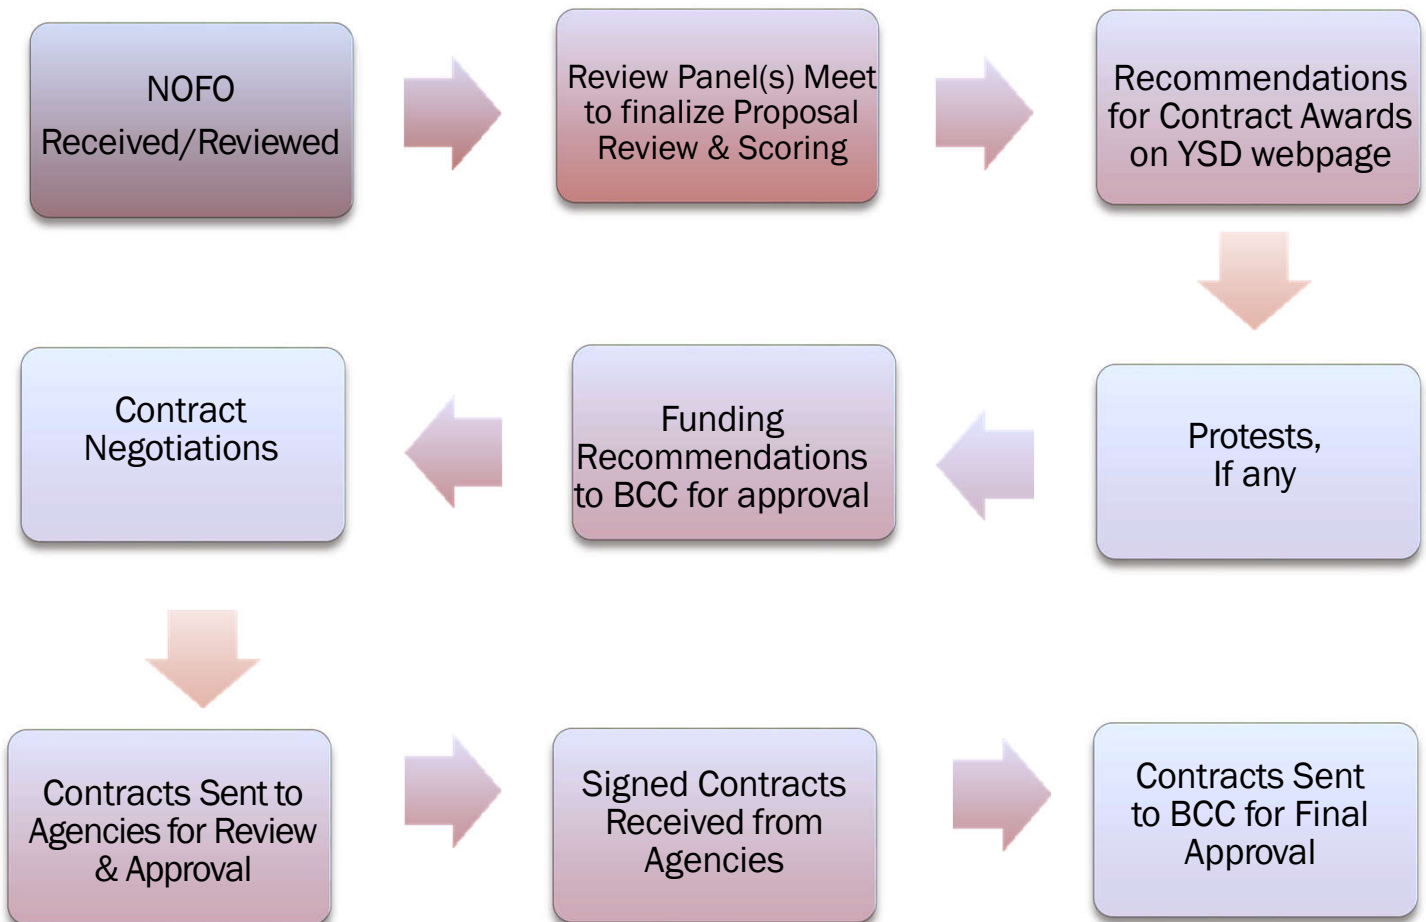 NOFO
Received/Reviewed
Review Panel(s) Meet
to finalize Proposal
Review & Scoring
Recommendations
for Contract Awards
on YSD webpage
Protests,
If any
Funding
Recommendations
to BCC for approval
Contract
Negotiations
Contracts Sent to
Agencies for Review
& Approval
Signed Contracts
Received from
Agencies
Contracts Sent
to BCC for Final
Approval